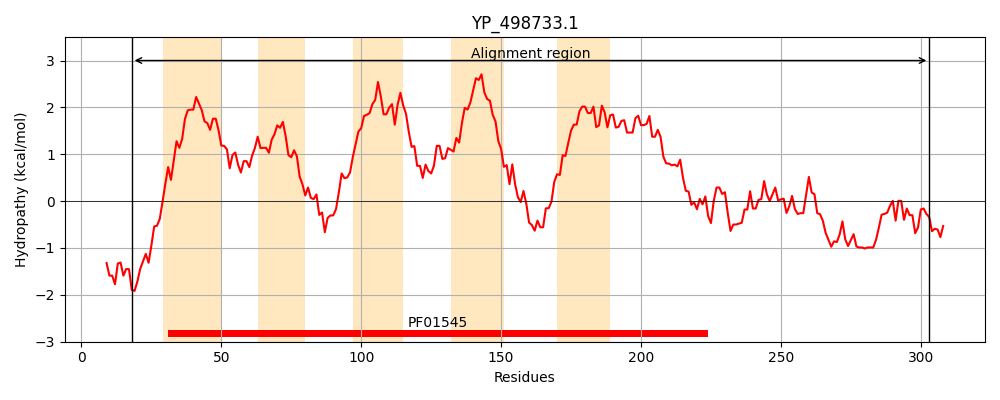 YP_498733.1
Alignment region
Hydropathy (kcal/mol)
3
2
1
0
−1
−2
−3
PF01545
0 50 100 150 200 250 300
Residues